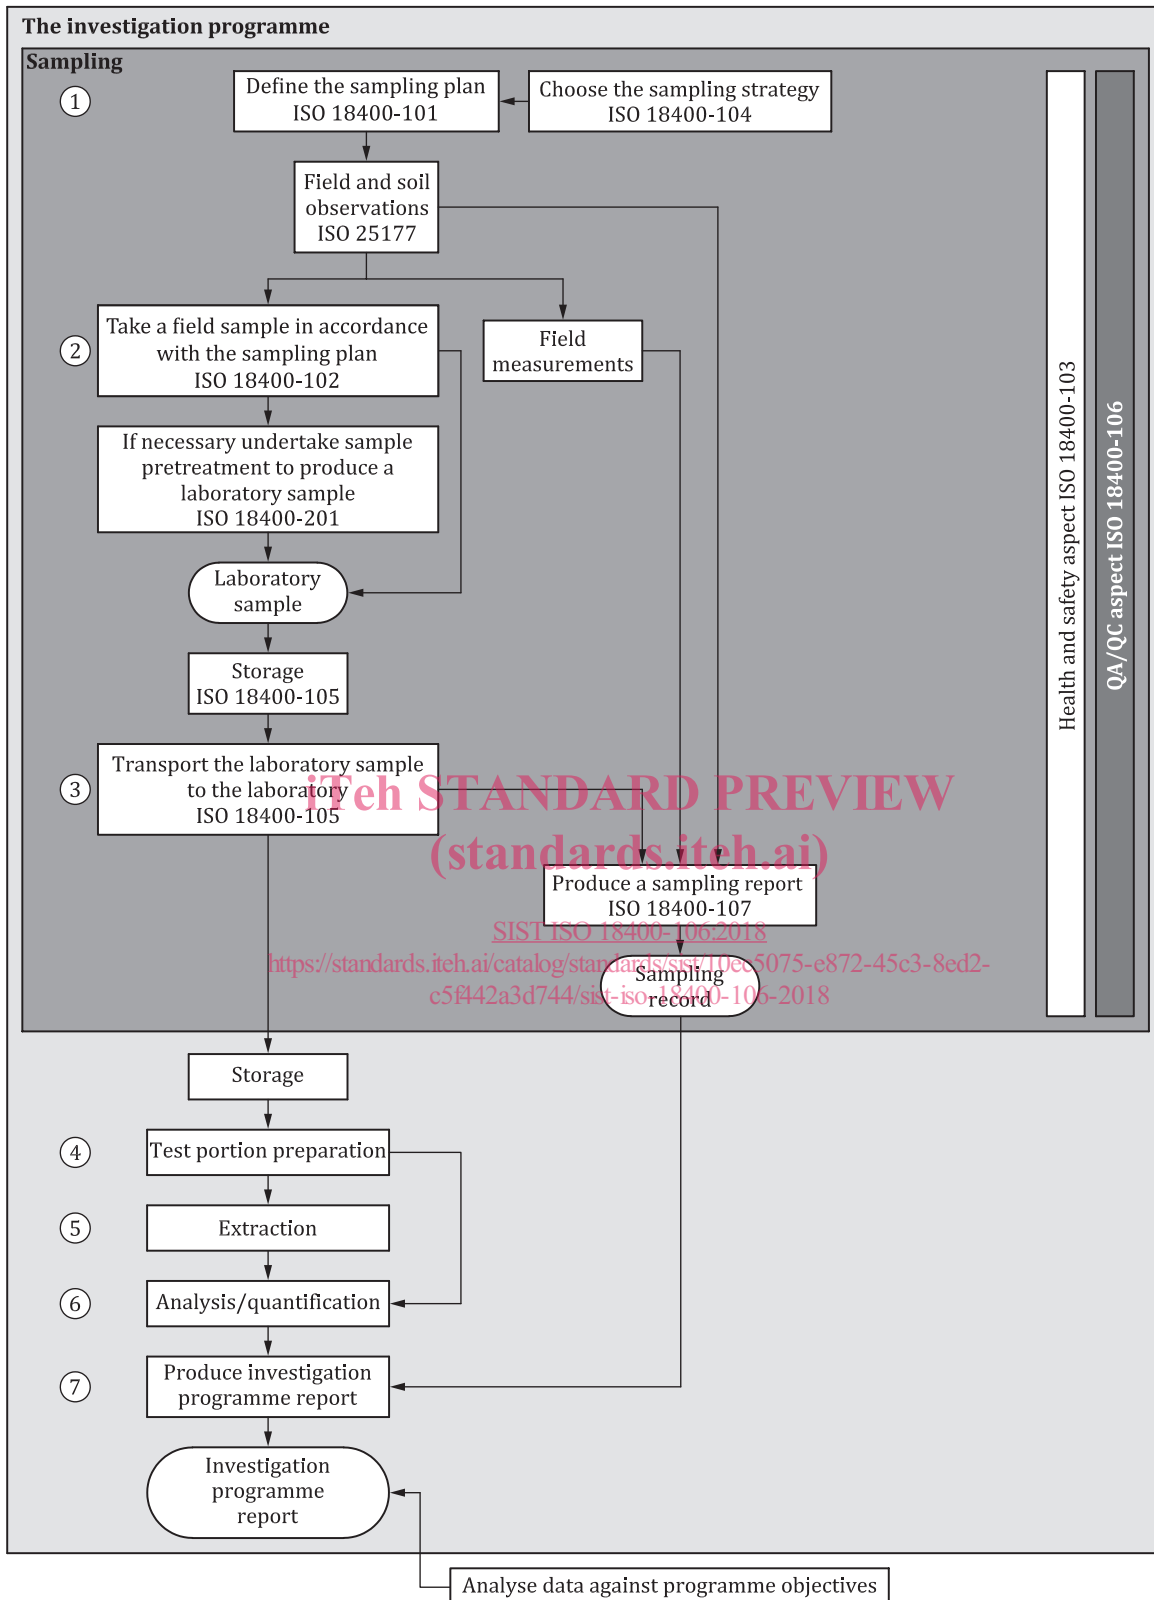 The investigation programme
Sampling
1
Define the sampling plan
ISO 18400-101
Choose the sampling strategy
ISO 18400-104
Field and soil
observations
ISO 25177
2
Take a field sample in accordance
with the sampling plan
ISO 18400-102
Field
measurements
If necessary undertake sample
pretreatment to produce a
laboratory sample
ISO 18400-201
Laboratory
sample
Storage
ISO 18400-105
3
Transport the laboratory sample
to the laboratory
ISO 18400-105
Produce a sampling report
ISO 18400-107
Sampling
record
Health and safety aspect ISO 18400-103
QA/QC aspect ISO 18400-106
iTeh STANDARD PREVIEW
(standards.iteh.ai)
SIST ISO 18400-106:2018
https://standards.iteh.ai/catalog/standards/sist/10ee5075-e872-45c3-8ed2-
c5f442a3d744/sist-iso-18400-106-2018
Storage
4
Test portion preparation
5
Extraction
6
Analysis/quantification
7
Produce investigation
programme report
Investigation
programme
report
Analyse data against programme objectives